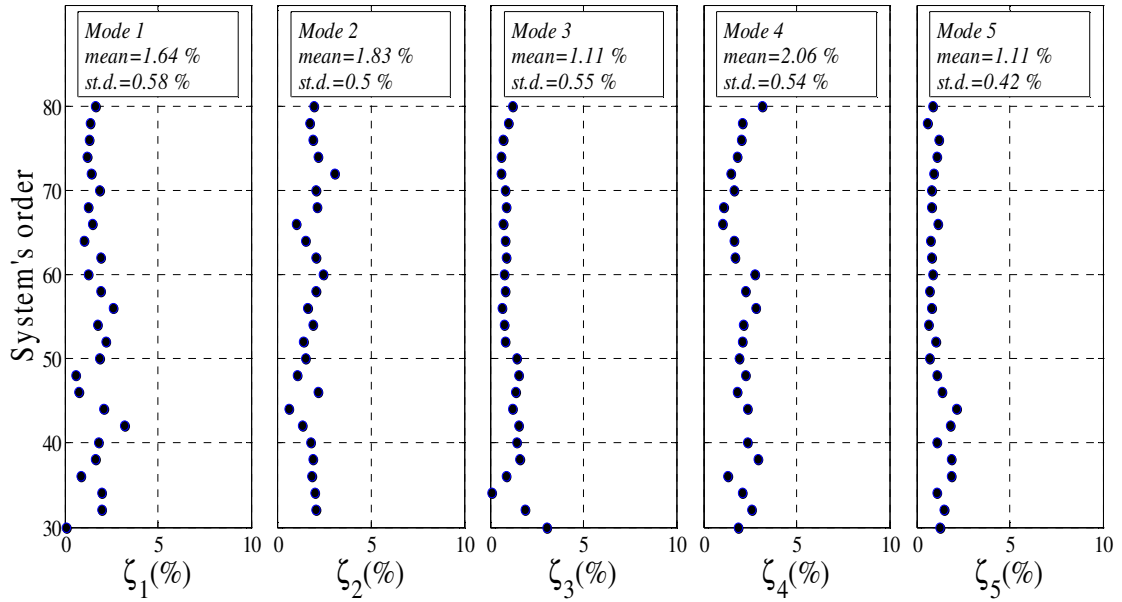 Mode 1
mean=1.64 %
st.d.=0.58 %
Mode 2
mean=1.83 %
st.d.=0.5 %
Mode 3
mean=1.11 %
st.d.=0.55 %
Mode 4
mean=2.06 %
st.d.=0.54 %
Mode 5
mean=1.11 %
st.d.=0.42 %
System's order
80
70
60
50
40
30
0 5 10
0 5 10
0 5 10
0 5 10
0 5 10
ζ1(%)
ζ2(%)
ζ3(%)
ζ4(%)
ζ5(%)